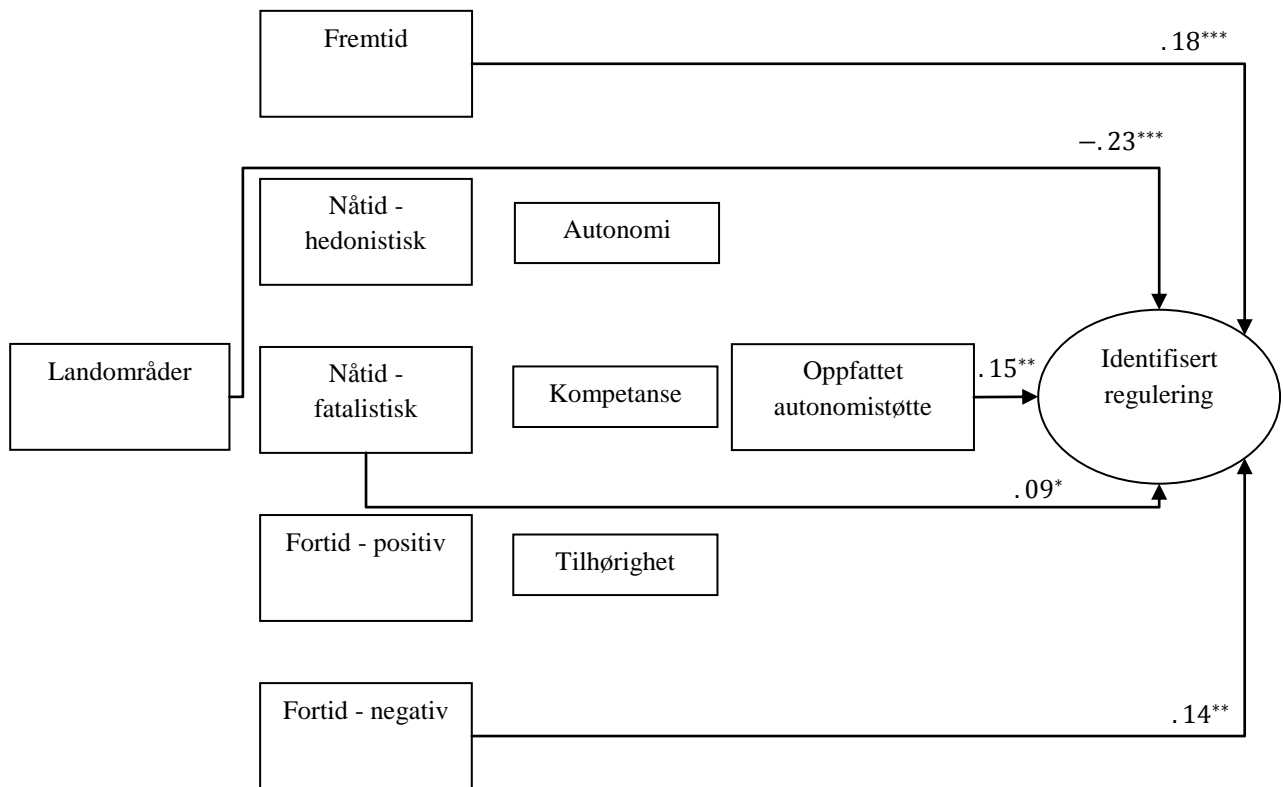 Fremtid
.18***
−.23***
Nåtid -
hedonistisk
Autonomi
Landområder
Nåtid -
fatalistisk
Kompetanse
Oppfattet
autonomistøtte
.15**
Identifisert
regulering
.09*
Fortid - positiv
Tilhørighet
Fortid - negativ
.14**